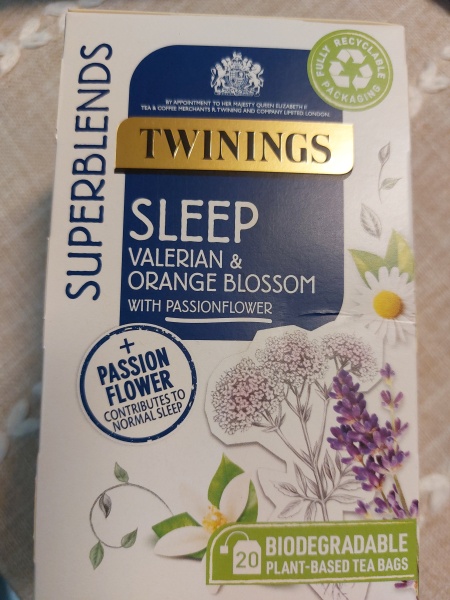 SUPERBLENDS
FULLY RECYCLABLE
PACKAGING
BY APPOINTMENT TO HER MAJESTY QUEEN ELIZABETH II
TEA & COFFEE MERCHANTS R. TWINING AND COMPANY LIMITED LONDON
TWININGS
SLEEP
VALERIAN &
ORANGE BLOSSOM
WITH PASSIONFLOWER
+
PASSION
FLOWER
CONTRIBUTES TO
NORMAL SLEEP
20
BIODEGRADABLE
PLANT-BASED TEA BAGS